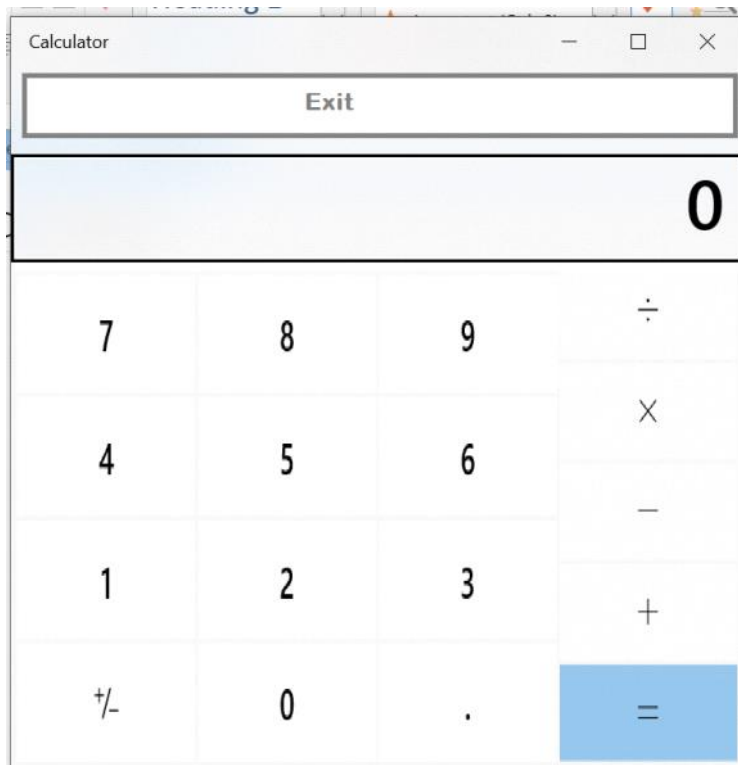 Calculator
Exit
0
7 8 9 ÷
4 5 6 ×
−
1 2 3 +
+/− 0 . =